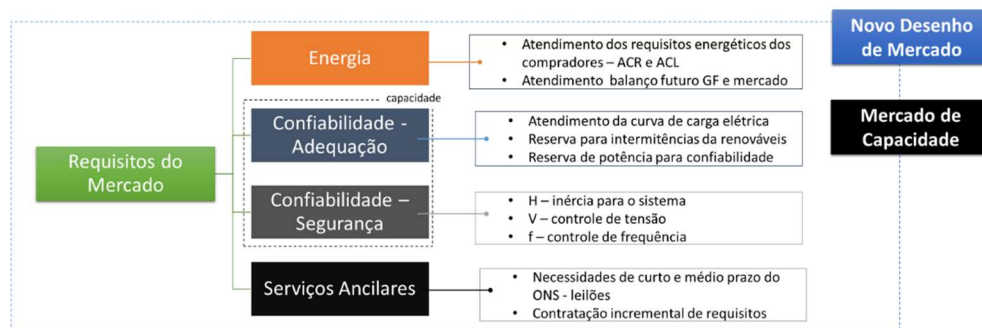 Requisitos do
Mercado
Energia
• Atendimento dos requisitos energéticos dos
compradores – ACR e ACL
• Atendimento balanço futuro GF e mercado
capacidade
Confiabilidade -
Adequação
• Atendimento da curva de carga elétrica
• Reserva para intermitências da renováveis
• Reserva de potência para confiabilidade
Confiabilidade –
Segurança
• H – inércia para o sistema
• V – controle de tensão
• f – controle de frequência
Serviços Ancilares
• Necessidades de curto e médio prazo do
ONS - leilões
• Contratação incremental de requisitos
Novo Desenho
de Mercado
Mercado de
Capacidade